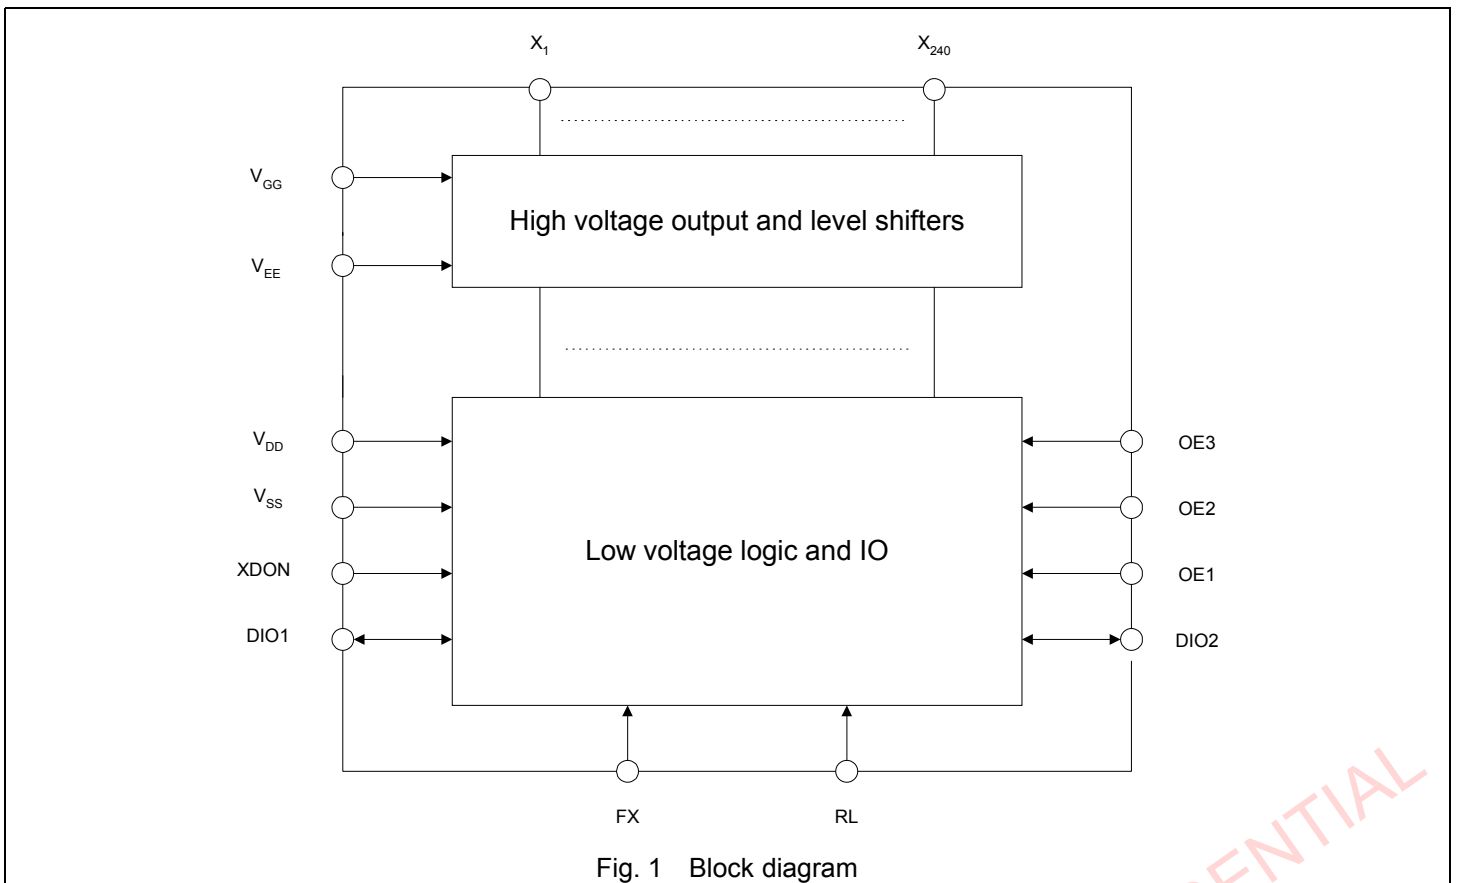 X1
X240
VGG
High voltage output and level shifters
VEE
VDD
OE3
VSS
OE2
Low voltage logic and IO
XDON
OE1
DIO1
DIO2
FX
RL
Fig. 1 Block diagram
ENTIAL